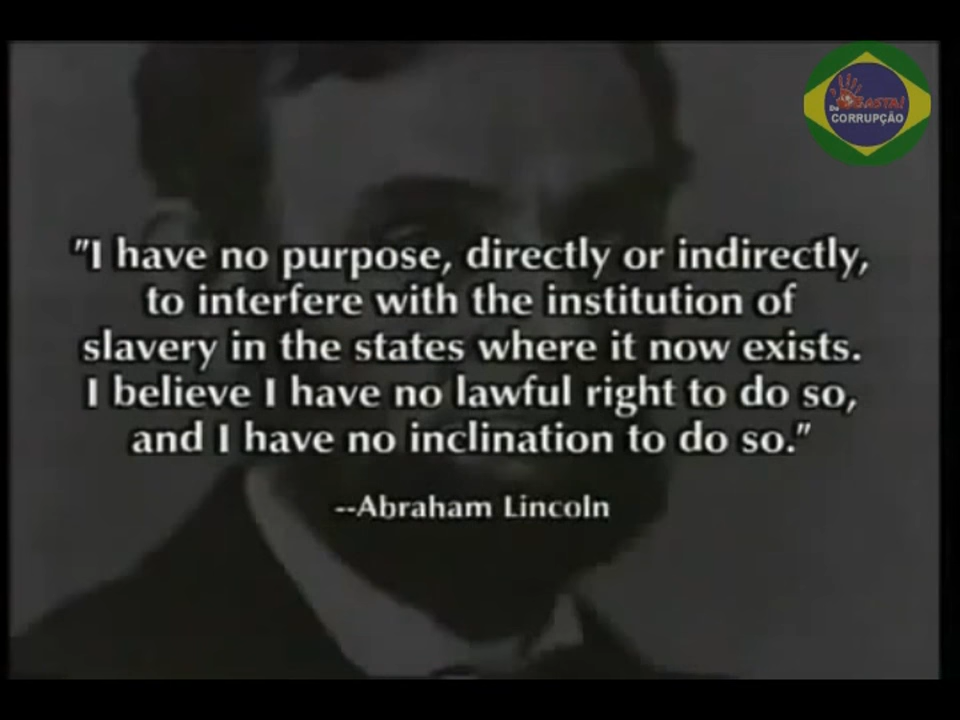 BASTA!
Da
CORRUPÇÃO
"I have no purpose, directly or indirectly,
to interfere with the institution of
slavery in the states where it now exists.
I believe I have no lawful right to do so,
and I have no inclination to do so."
--Abraham Lincoln